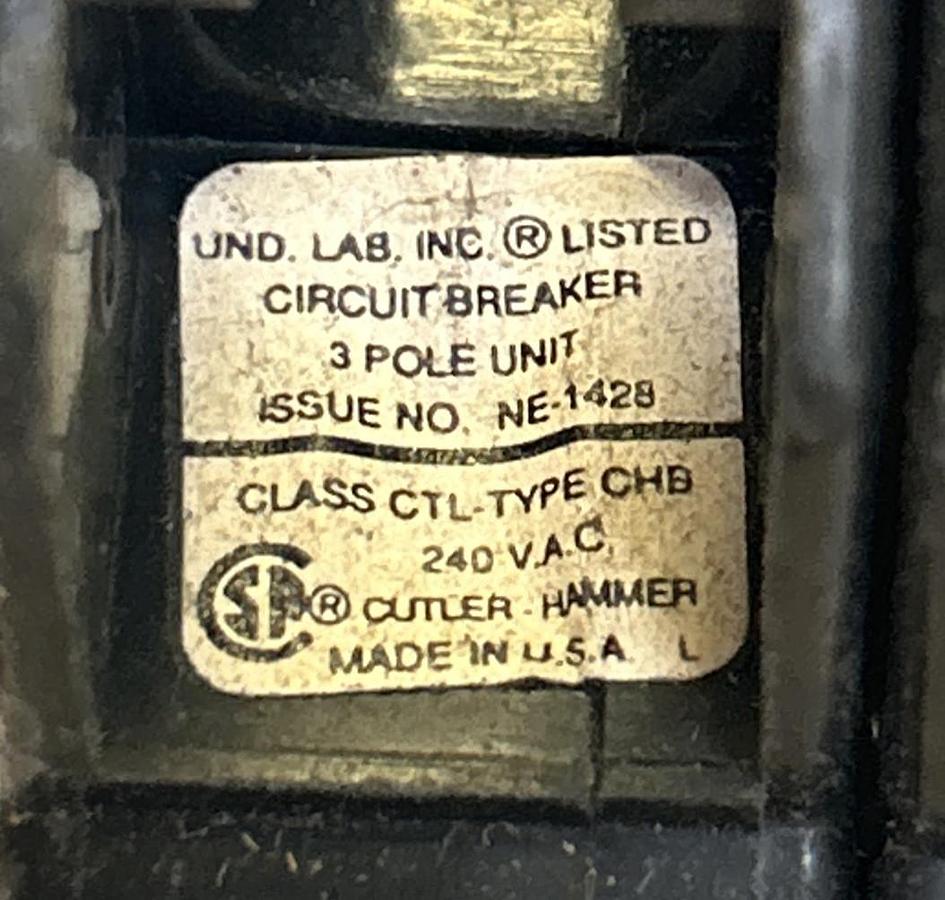 UND. LAB. INC. ® LISTED
CIRCUIT BREAKER
3 POLE UNIT
ISSUE NO. NE-1428
CLASS CTL-TYPE CHB
240 V.A.C.
SA ® CUTLER - HAMMER
MADE IN U.S.A. L